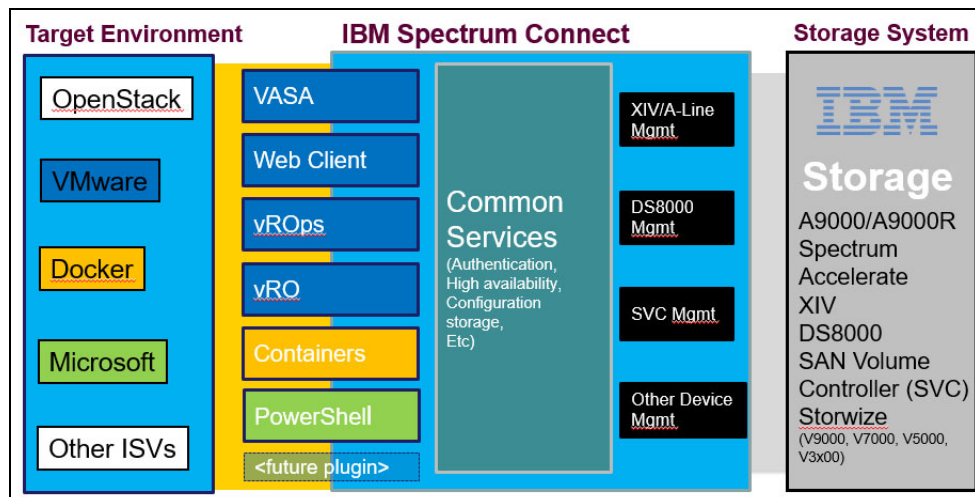 Target Environment
IBM Spectrum Connect
Storage System
OpenStack
VMware
Docker
Microsoft
Other ISVs
VASA
Web Client
vROps
vRO
Containers
PowerShell
<future plugin>
Common
Services
(Authentication,
High availability,
Configuration
storage,
Etc)
XIV/A-Line
Mgmt
DS8000
Mgmt
SVC Mgmt
Other Device
Mgmt
IBM
Storage
A9000/A9000R
Spectrum
Accelerate
XIV
DS8000
SAN Volume
Controller (SVC)
Storwize
(V9000, V7000, V5000,
V3x00)